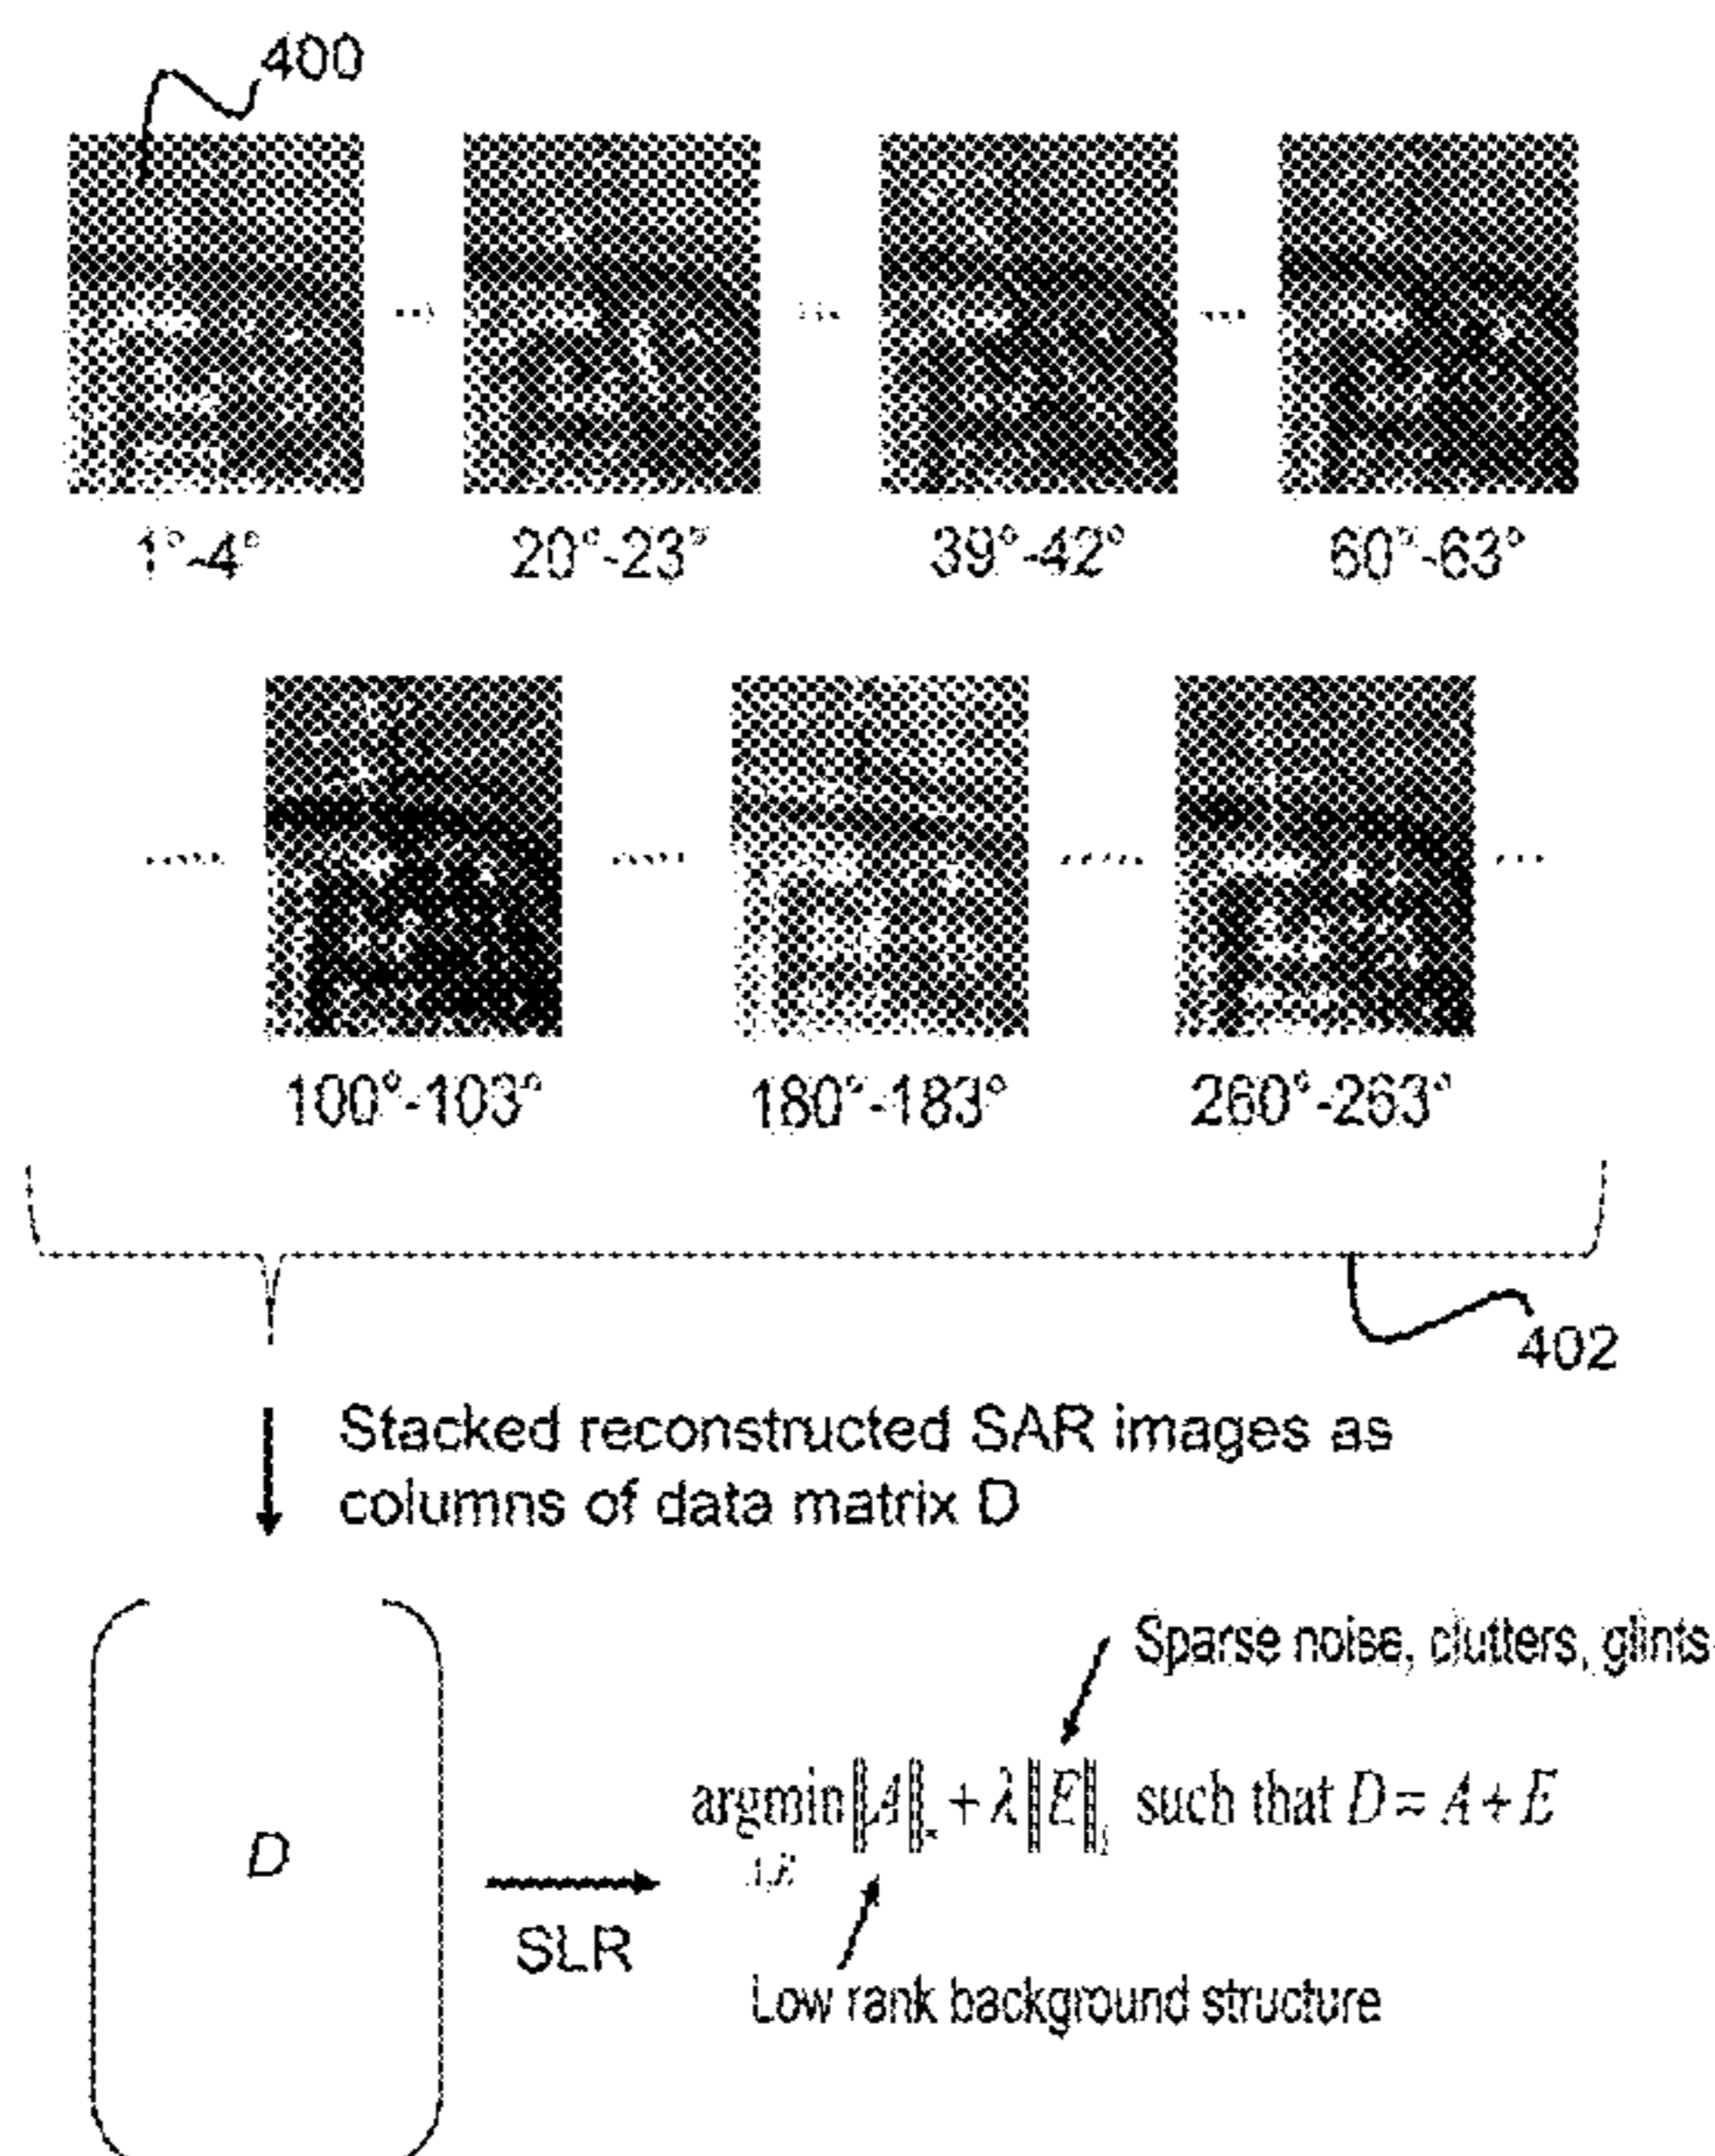 400
1°-4°
20°-23°
39°-42°
60°-63°
100°-103°
180°-183°
260°-263°
402
Stacked reconstructed SAR images as
columns of data matrix D
Sparse noise, clutters, glints
D
argmin‖A‖* + λ‖E‖₁ such that D = A + E
A,E
SLR
Low rank background structure